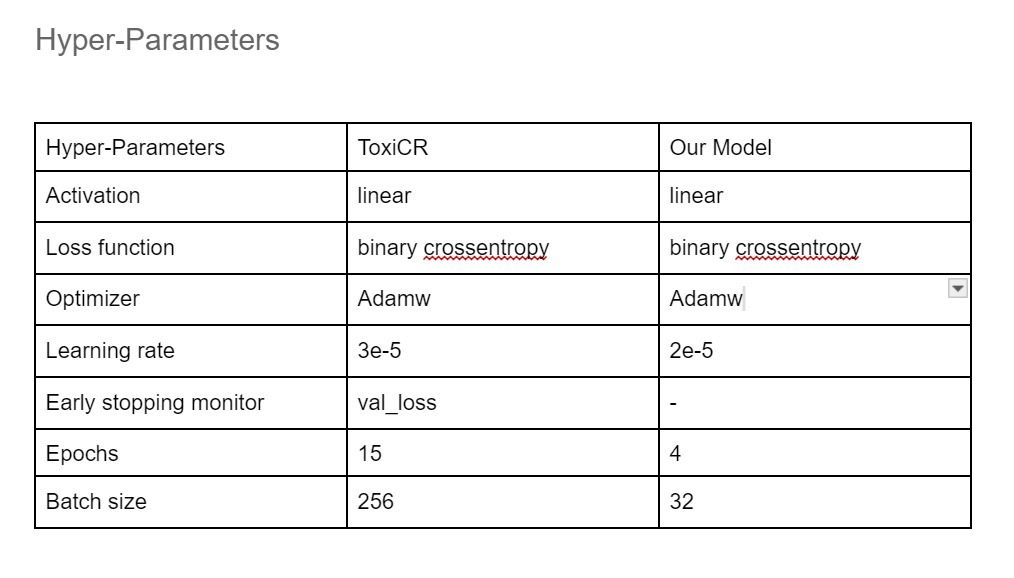 Hyper-Parameters
Hyper-Parameters ToxiCR Our Model
Activation linear linear
Loss function binary crossentropy binary crossentropy
Optimizer Adamw Adamw
Learning rate 3e-5 2e-5
Early stopping monitor val_loss -
Epochs 15 4
Batch size 256 32